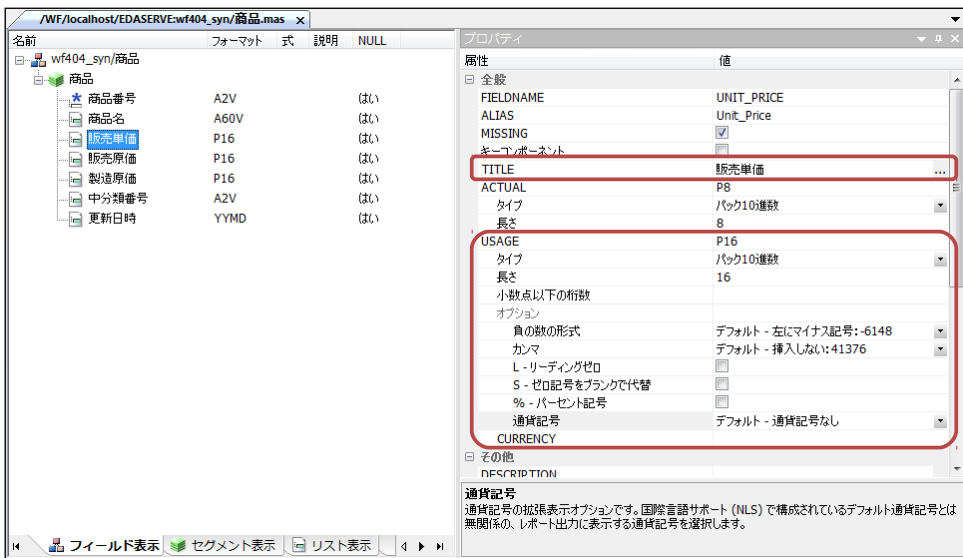 /WF/localhost/EDASERVE:wf404_syn/商品.mas x
名前 フォーマット 式 説明 NULL
wf404_syn/商品
商品
商品番号 A2V はい
商品名 A60V はい
販売単価 P16 はい
販売原価 P16 はい
製造原価 P16 はい
中分類番号 A2V はい
更新日時 YYMD はい
フィールド表示 セグメント表示 リスト表示
プロパティ
属性 値
全般
FIELDNAME UNIT_PRICE
ALIAS Unit_Price
MISSING
キーコンポーネント
TITLE 販売単価 ...
ACTUAL P8
タイプ パック10進数
長さ 8
USAGE P16
タイプ パック10進数
長さ 16
小数点以下の桁数
オプション
負の数の形式 デフォルト - 左にマイナス記号:-6148
カンマ デフォルト - 挿入しない:41376
L - リーディングゼロ
S - ゼロ記号をブランクで代替
% - パーセント記号
通貨記号 デフォルト - 通貨記号なし
CURRENCY
その他
DESCRIPTION
通貨記号
通貨記号の拡張表示オプションです。国際言語サポート (NLS) で構成されているデフォルト通貨記号とは
無関係の、レポート出力に表示する通貨記号を選択します。